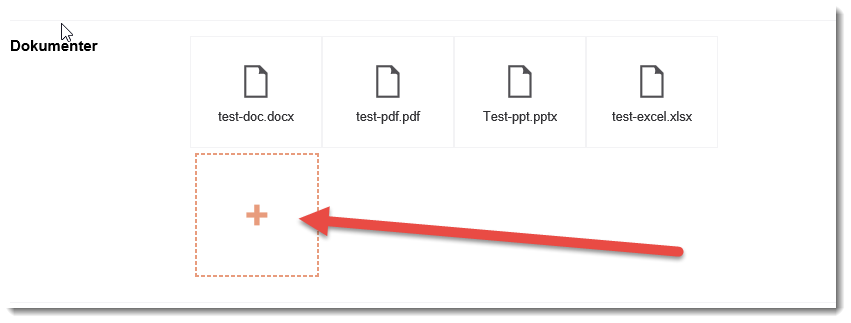 Dokumenter
test-doc.docx
test-pdf.pdf
Test-ppt.pptx
test-excel.xlsx